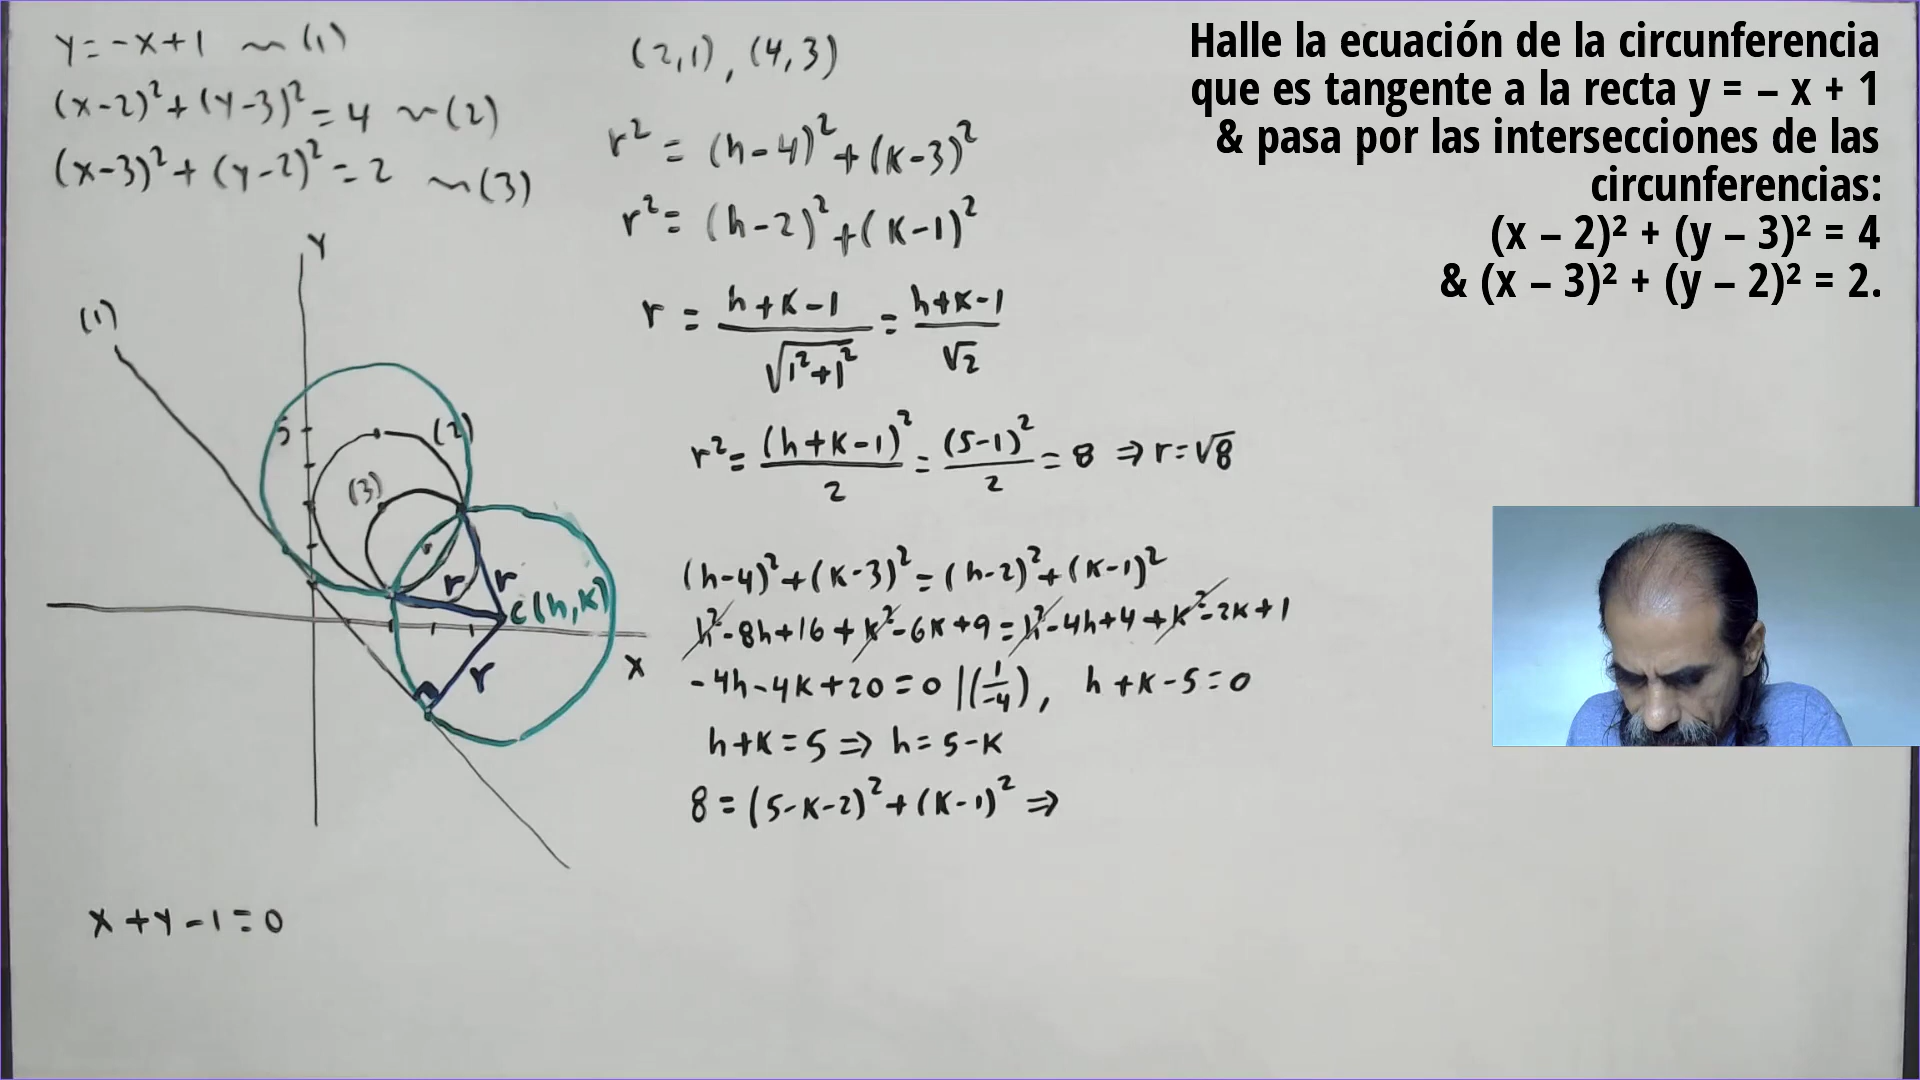 y = -x+1 ~(1)
(x-2)²+(y-3)² = 4 ~(2)
(x-3)²+(y-2)² = 2 ~(3)
y
(1)
5
(2)
(3)
r
r
c(h,k)
r
x
x+y-1=0
(2,1), (4,3)
r² = (h-4)²+(k-3)²
r² = (h-2)²+(k-1)²
r = h+k-1/√1²+1² = h+k-1/√2
r² = (h+k-1)²/2 = (5-1)²/2 = 8 ⇒ r=√8
(h-4)²+(k-3)² = (h-2)²+(k-1)²
h²-8h+16+k²-6k+9 = h²-4h+4+k²-2k+1
-4h-4k+20=0 |(1/-4), h+k-5=0
h+k=5 ⇒ h=5-k
8=(5-k-2)²+(k-1)² ⇒
Halle la ecuación de la circunferencia
que es tangente a la recta y = – x + 1
& pasa por las intersecciones de las
circunferencias:
(x – 2)² + (y – 3)² = 4
& (x – 3)² + (y – 2)² = 2.